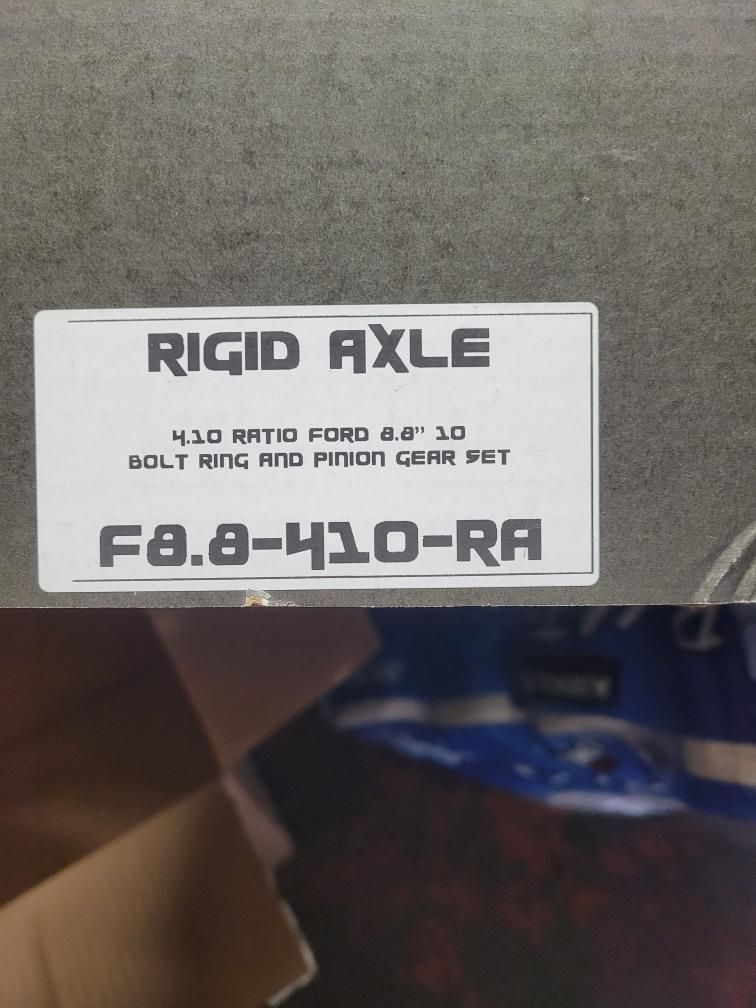 RIGID AXLE
4.10 RATIO FORD 8.8" 10
BOLT RING AND PINION GEAR SET
F8.8-410-RA